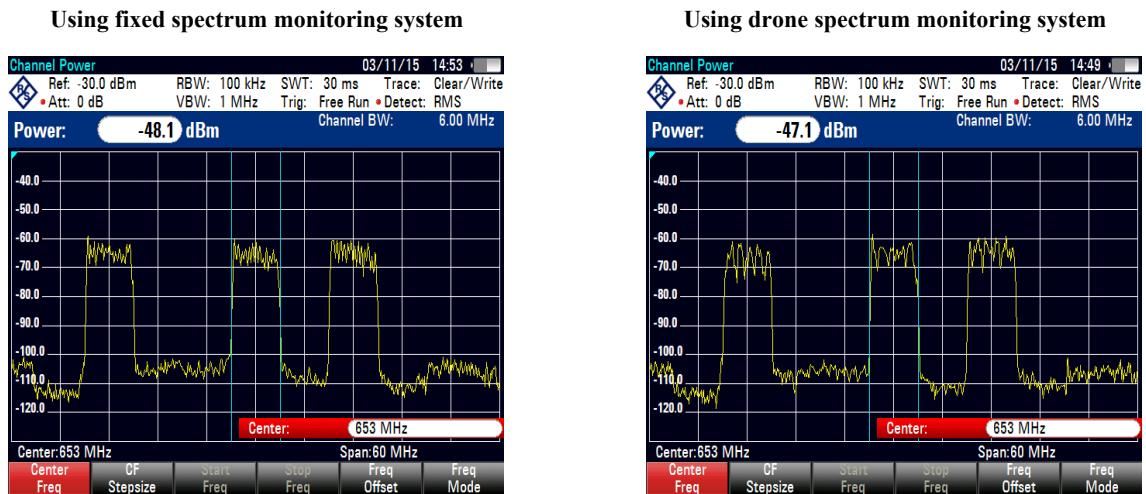 Using fixed spectrum monitoring system
Channel Power 03/11/15 14:53
Ref: -30.0 dBm RBW: 100 kHz SWT: 30 ms Trace: Clear/Write
Att: 0 dB VBW: 1 MHz Trig: Free Run Detect: RMS
Power: -48.1 dBm Channel BW: 6.00 MHz
-40.0
-50.0
-60.0
-70.0
-80.0
-90.0
-100.0
-110.0
-120.0
Center: 653 MHz
Center:653 MHz Span:60 MHz
Center Freq CF Stepsize Start Freq Stop Freq Freq Offset Freq Mode
Using drone spectrum monitoring system
Channel Power 03/11/15 14:49
Ref: -30.0 dBm RBW: 100 kHz SWT: 30 ms Trace: Clear/Write
Att: 0 dB VBW: 1 MHz Trig: Free Run Detect: RMS
Power: -47.1 dBm Channel BW: 6.00 MHz
-40.0
-50.0
-60.0
-70.0
-80.0
-90.0
-100.0
-110.0
-120.0
Center: 653 MHz
Center:653 MHz Span:60 MHz
Center Freq CF Stepsize Start Freq Stop Freq Freq Offset Freq Mode